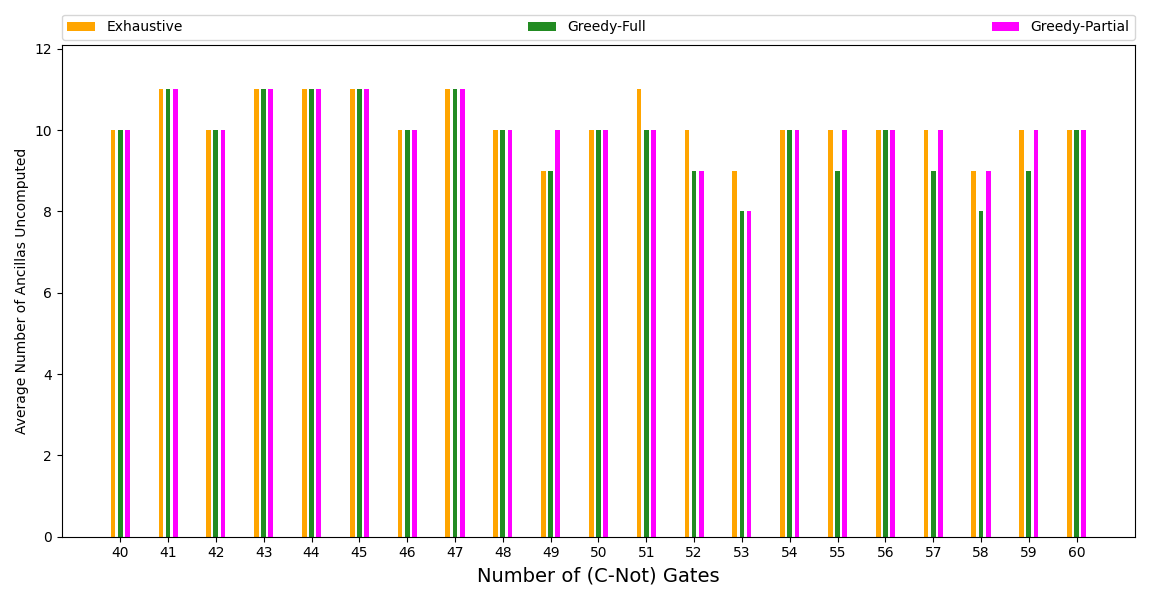 Exhaustive Greedy-Full Greedy-Partial
Average Number of Ancillas Uncomputed
12
10
8
6
4
2
0
40 41 42 43 44 45 46 47 48 49 50 51 52 53 54 55 56 57 58 59 60
Number of (C-Not) Gates